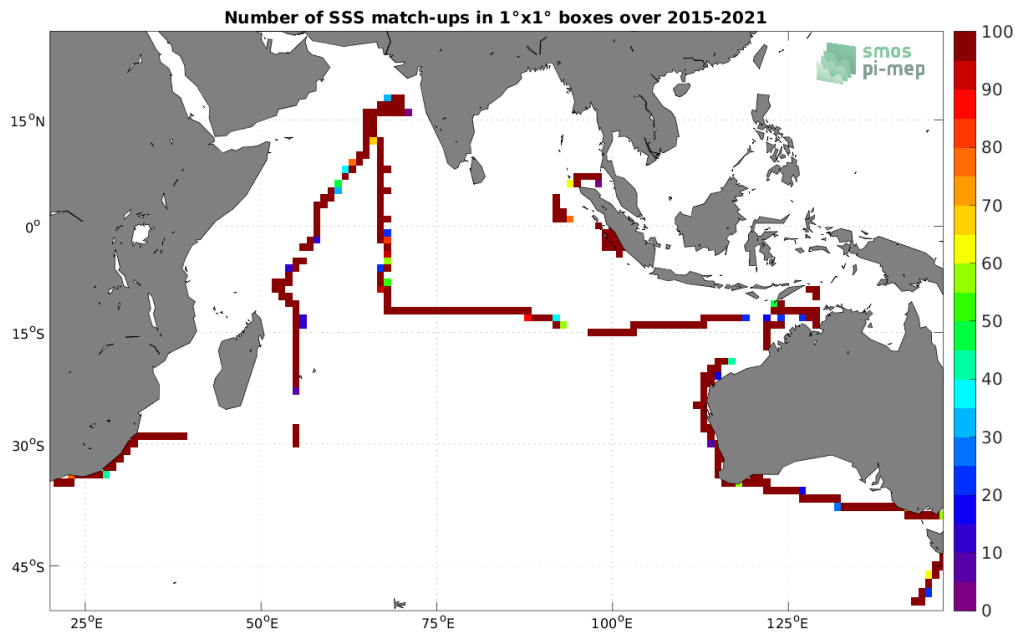 Number of SSS match-ups in 1°x1° boxes over 2015-2021
smos
pi-mep
15°N
0°
15°S
30°S
45°S
25°E
50°E
75°E
100°E
125°E
100
90
80
70
60
50
40
30
20
10
0